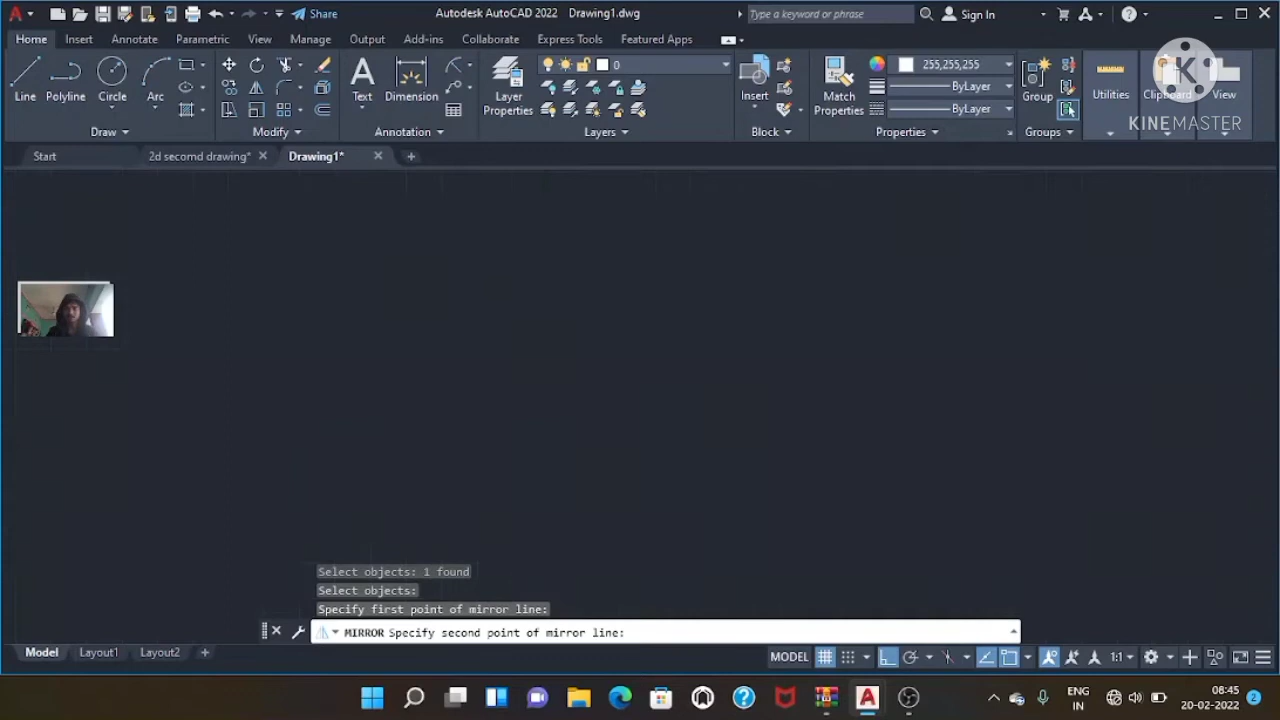 Share
Autodesk AutoCAD 2022 Drawing1.dwg
Type a keyword or phrase
Sign In
Home Insert Annotate Parametric View Manage Output Add-ins Collaborate Express Tools Featured Apps
Line Polyline Circle Arc
Text Dimension
Layer Properties
0
Insert
Match Properties
255,255,255
ByLayer
ByLayer
Group
Utilities Clipboard View
K
KINEMASTER
Draw Modify Annotation Layers Block Properties Groups
Start 2d secomd drawing* Drawing1*
Select objects: 1 found
Select objects:
Specify first point of mirror line:
MIRROR Specify second point of mirror line:
Model Layout1 Layout2
MODEL 1:1
ENG
IN
08:45
20-02-2022
2